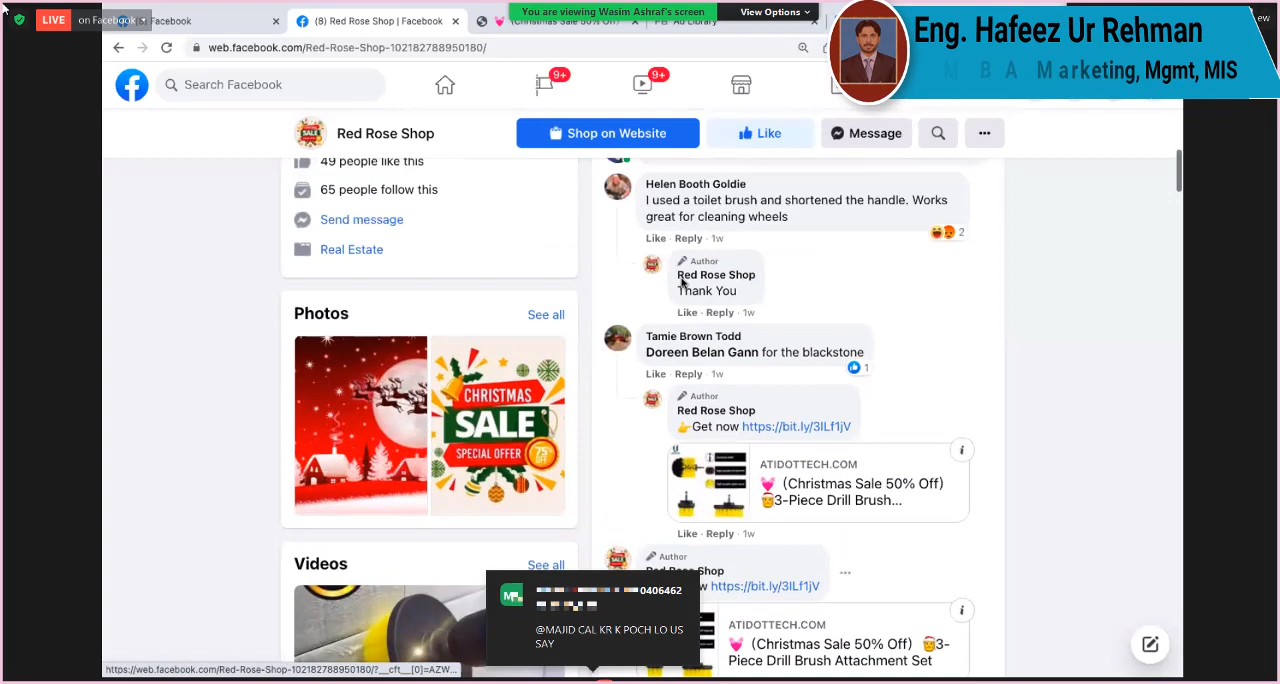 LIVE on Facebook
Facebook
(8) Red Rose Shop | Facebook
(Christmas Sale 50% Off)
Ad Library
You are viewing Wasim Ashraf's screen
View Options
ew
web.facebook.com/Red-Rose-Shop-102182788950180/
Eng. Hafeez Ur Rehman
M B A Marketing, Mgmt, MIS
Search Facebook
9+
9+
Red Rose Shop
Shop on Website
Like
Message
49 people like this
65 people follow this
Send message
Real Estate
Photos
See all
CHRISTMAS
SALE
SPECIAL OFFER
75
OFF
Videos
See all
Helen Booth Goldie
I used a toilet brush and shortened the handle. Works
great for cleaning wheels
2
Like · Reply · 1w
Author
Red Rose Shop
Thank You
Like · Reply · 1w
Tamie Brown Todd
Doreen Belan Gann for the blackstone
1
Like · Reply · 1w
Author
Red Rose Shop
👉Get now https://bit.ly/3ILf1jV
ATIDOTTECH.COM
💓 (Christmas Sale 50% Off)
🎅3-Piece Drill Brush...
Like · Reply · 1w
Author
Shop
https://bit.ly/3ILf1jV
ATIDOTTECH.COM
💓 (Christmas Sale 50% Off) 🎅3-
Piece Drill Brush Attachment Set
0406462
@MAJID CAL KR K POCH LO US
SAY
https://web.facebook.com/Red-Rose-Shop-102182788950180/?__cft__[0]=AZW...